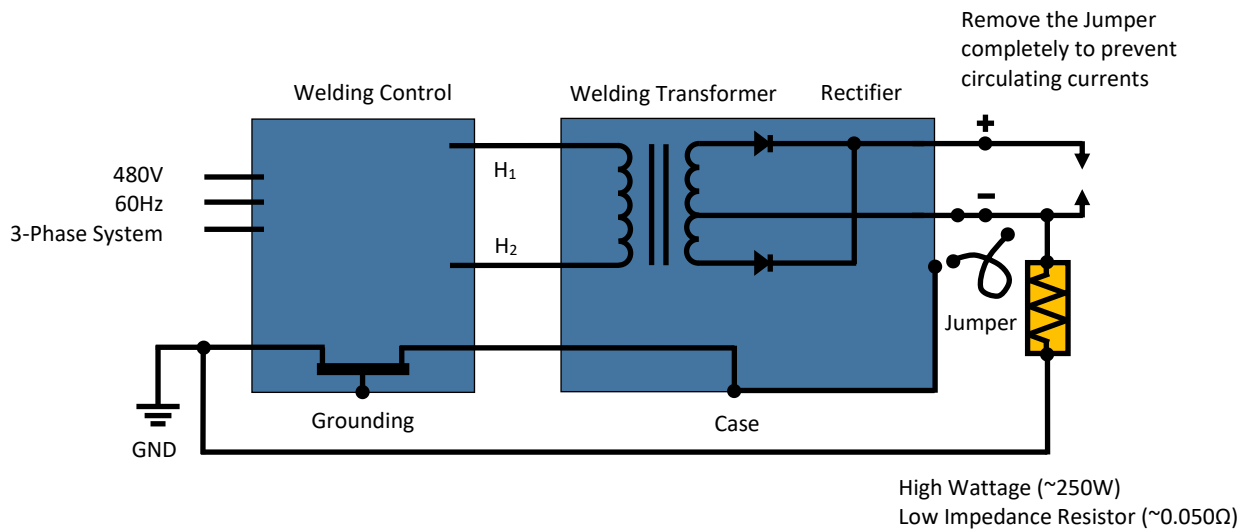 Remove the Jumper
completely to prevent
circulating currents
Welding Control
Welding Transformer
Rectifier
+
480V
60Hz
3-Phase System
H₁
−
H₂
Jumper
Grounding
Case
GND
High Wattage (~250W)
Low Impedance Resistor (~0.050Ω)